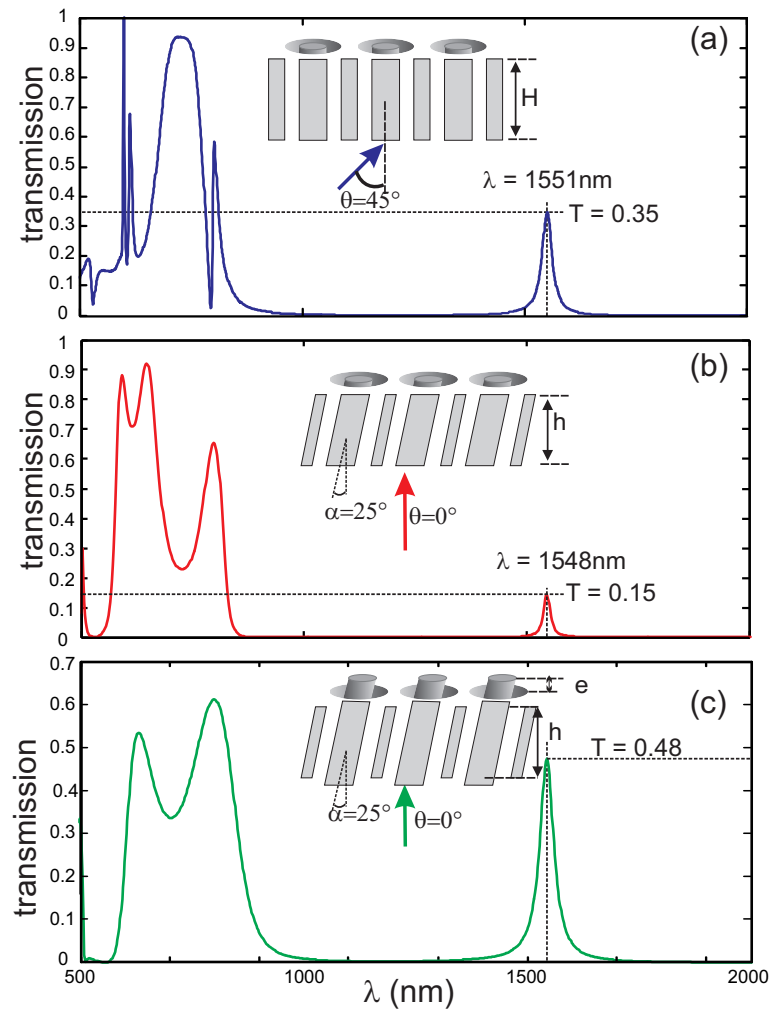 (a)
transmission
1
0.9
0.8
0.7
0.6
0.5
0.4
0.3
0.2
0.1
0
H
θ=45°
λ = 1551nm
T = 0.35
(b)
transmission
1
0.9
0.8
0.7
0.6
0.5
0.4
0.3
0.2
0.1
0
h
α=25°
θ=0°
λ = 1548nm
T = 0.15
(c)
transmission
0.7
0.6
0.5
0.4
0.3
0.2
0.1
0
e
h
α=25°
θ=0°
T = 0.48
500
1000
1500
2000
λ (nm)